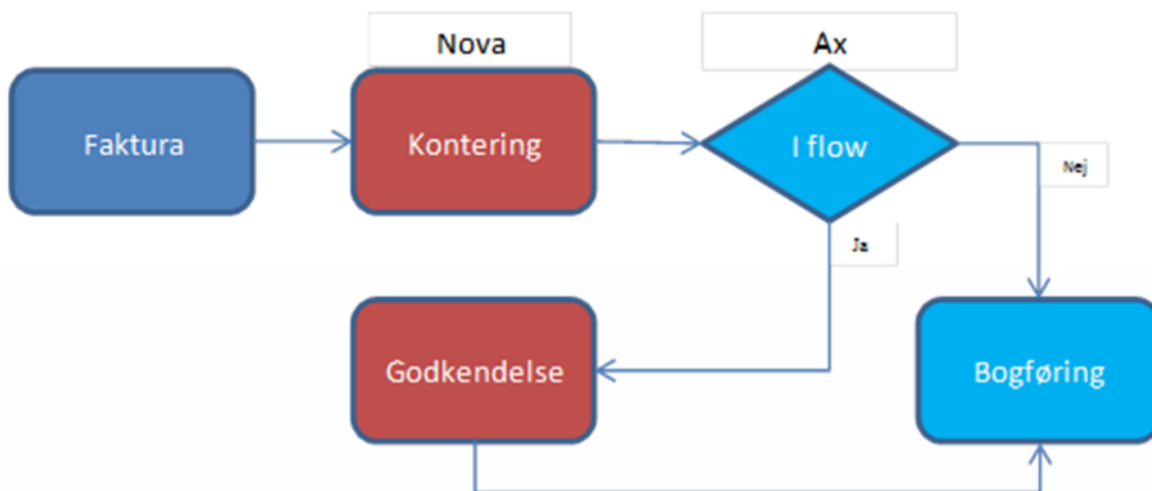 Nova
Ax
Faktura
Kontering
I flow
Nej
Ja
Godkendelse
Bogføring